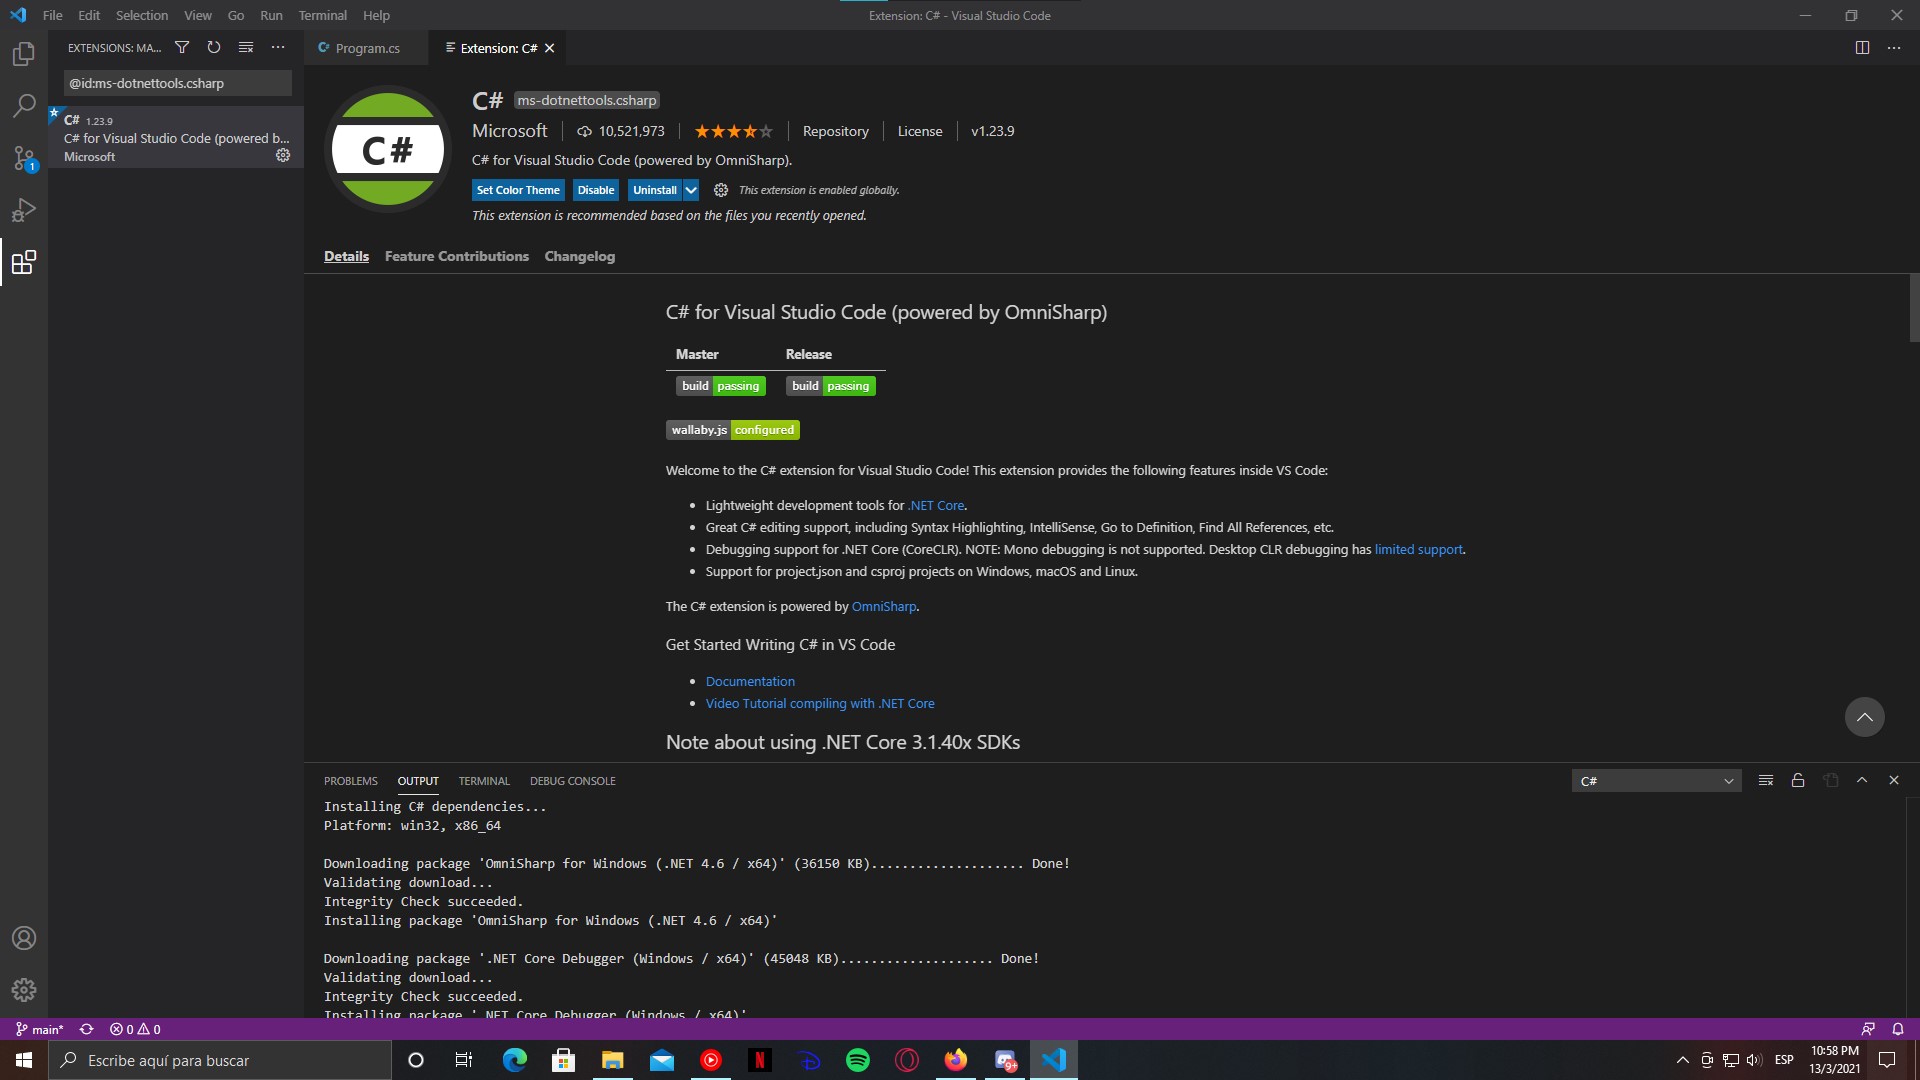 File Edit Selection View Go Run Terminal Help
Extension: C# - Visual Studio Code
EXTENSIONS: MA...
Program.cs
Extension: C#
@id:ms-dotnettools.csharp
C# 1.23.9
C# for Visual Studio Code (powered b...
Microsoft
C#
C# ms-dotnettools.csharp
Microsoft 10,521,973 Repository License v1.23.9
C# for Visual Studio Code (powered by OmniSharp).
Set Color Theme Disable Uninstall This extension is enabled globally.
This extension is recommended based on the files you recently opened.
Details Feature Contributions Changelog
C# for Visual Studio Code (powered by OmniSharp)
Master Release
build passing build passing
wallaby.js configured
Welcome to the C# extension for Visual Studio Code! This extension provides the following features inside VS Code:
Lightweight development tools for .NET Core.
Great C# editing support, including Syntax Highlighting, IntelliSense, Go to Definition, Find All References, etc.
Debugging support for .NET Core (CoreCLR). NOTE: Mono debugging is not supported. Desktop CLR debugging has limited support.
Support for project.json and csproj projects on Windows, macOS and Linux.
The C# extension is powered by OmniSharp.
Get Started Writing C# in VS Code
Documentation
Video Tutorial compiling with .NET Core
Note about using .NET Core 3.1.40x SDKs
PROBLEMS OUTPUT TERMINAL DEBUG CONSOLE
C#
Installing C# dependencies...
Platform: win32, x86_64
Downloading package 'OmniSharp for Windows (.NET 4.6 / x64)' (36150 KB).................... Done!
Validating download...
Integrity Check succeeded.
Installing package 'OmniSharp for Windows (.NET 4.6 / x64)'
Downloading package '.NET Core Debugger (Windows / x64)' (45048 KB).................... Done!
Validating download...
Integrity Check succeeded.
Installing package '.NET Core Debugger (Windows / x64)'
1
main* 0 0
Escribe aquí para buscar
N
9+
ESP
10:58 PM
13/3/2021